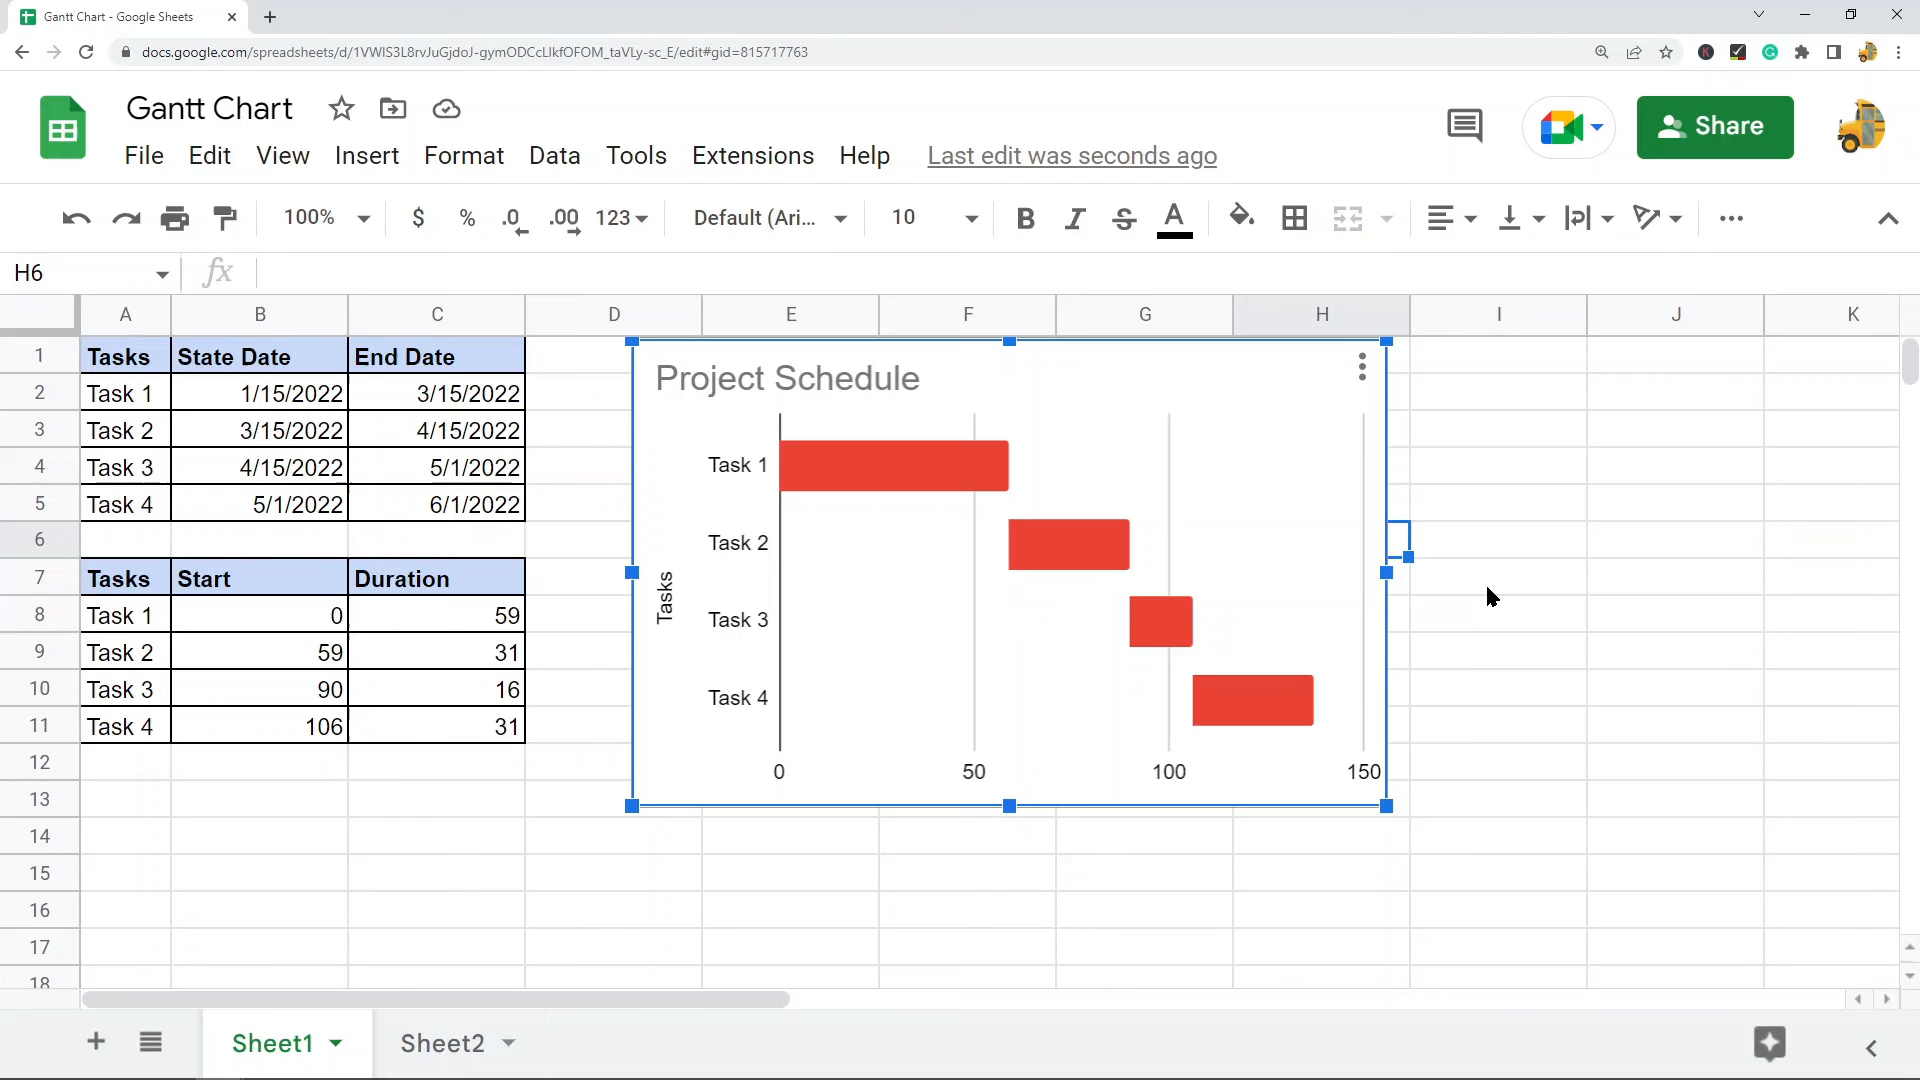 Gantt Chart - Google Sheets
docs.google.com/spreadsheets/d/1VWIS3L8rvJuGjdoJ-gymODCcLlkfOFOM_taVLy-sc_E/edit#gid=815717763
Gantt Chart
Share
File Edit View Insert Format Data Tools Extensions Help Last edit was seconds ago
100% $ % .0 .00 123 Default (Ari... 10 B I S A
H6 fx
A B C D E F G H I J K
1 Tasks State Date End Date
2 Task 1 1/15/2022 3/15/2022
3 Task 2 3/15/2022 4/15/2022
4 Task 3 4/15/2022 5/1/2022
5 Task 4 5/1/2022 6/1/2022
6
7 Tasks Start Duration
8 Task 1 0 59
9 Task 2 59 31
10 Task 3 90 16
11 Task 4 106 31
12
13
14
15
16
17
18
Project Schedule
Tasks
Task 1
Task 2
Task 3
Task 4
0 50 100 150
Sheet1 Sheet2